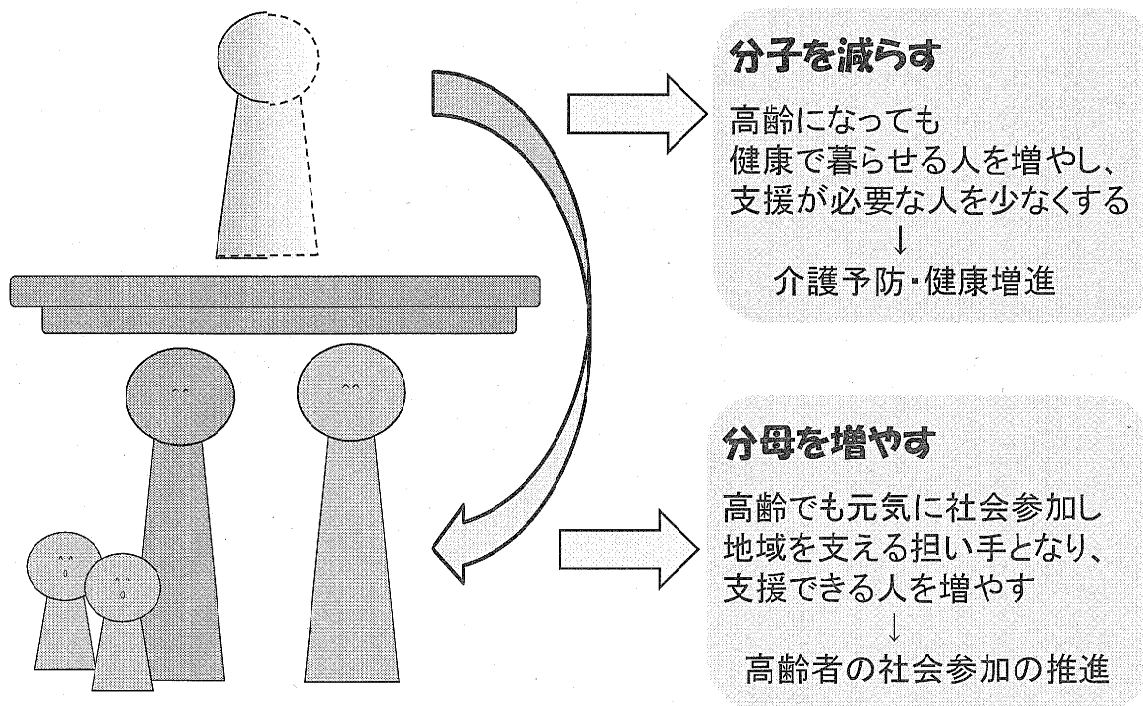 分子を減らす
高齢になっても
健康で暮らせる人を増やし、
支援が必要な人を少なくする
↓
介護予防・健康増進
分母を増やす
高齢でも元気に社会参加し
地域を支える担い手となり、
支援できる人を増やす
↓
高齢者の社会参加の推進